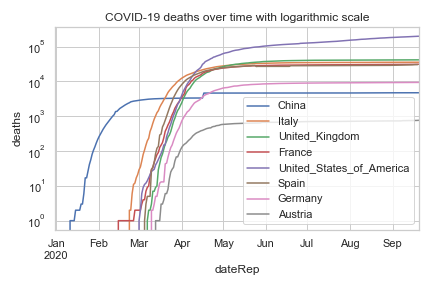 COVID-19 deaths over time with logarithmic scale
deaths
10^5
10^4
10^3
10^2
10^1
10^0
China
Italy
United_Kingdom
France
United_States_of_America
Spain
Germany
Austria
Jan Feb Mar Apr May Jun Jul Aug Sep
2020
dateRep